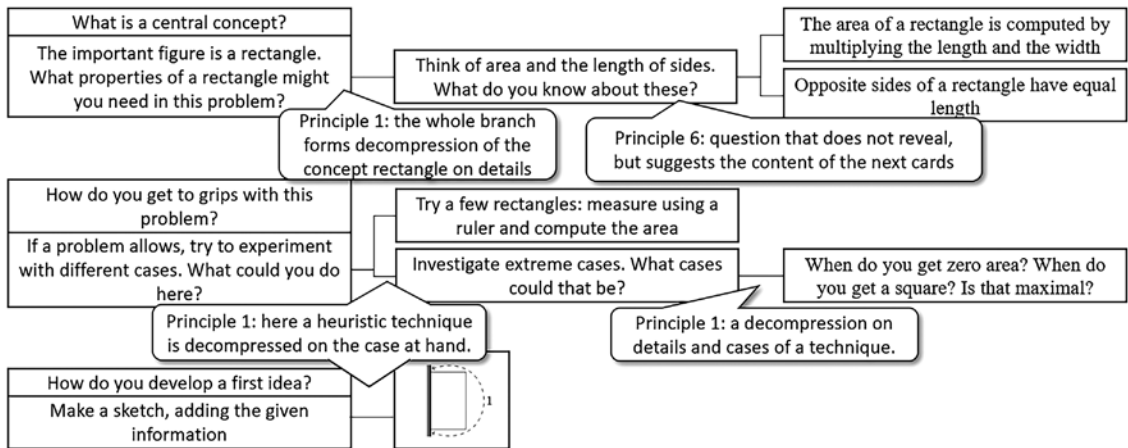 What is a central concept?
The important figure is a rectangle.
What properties of a rectangle might
you need in this problem?
Think of area and the length of sides.
What do you know about these?
The area of a rectangle is computed by
multiplying the length and the width
Opposite sides of a rectangle have equal
length
Principle 1: the whole branch
forms decompression of the
concept rectangle on details
Principle 6: question that does not reveal,
but suggests the content of the next cards
How do you get to grips with this
problem?
If a problem allows, try to experiment
with different cases. What could you do
here?
Try a few rectangles: measure using a
ruler and compute the area
Investigate extreme cases. What cases
could that be?
When do you get zero area? When do
you get a square? Is that maximal?
Principle 1: here a heuristic technique
is decompressed on the case at hand.
Principle 1: a decompression on
details and cases of a technique.
How do you develop a first idea?
Make a sketch, adding the given
information
1